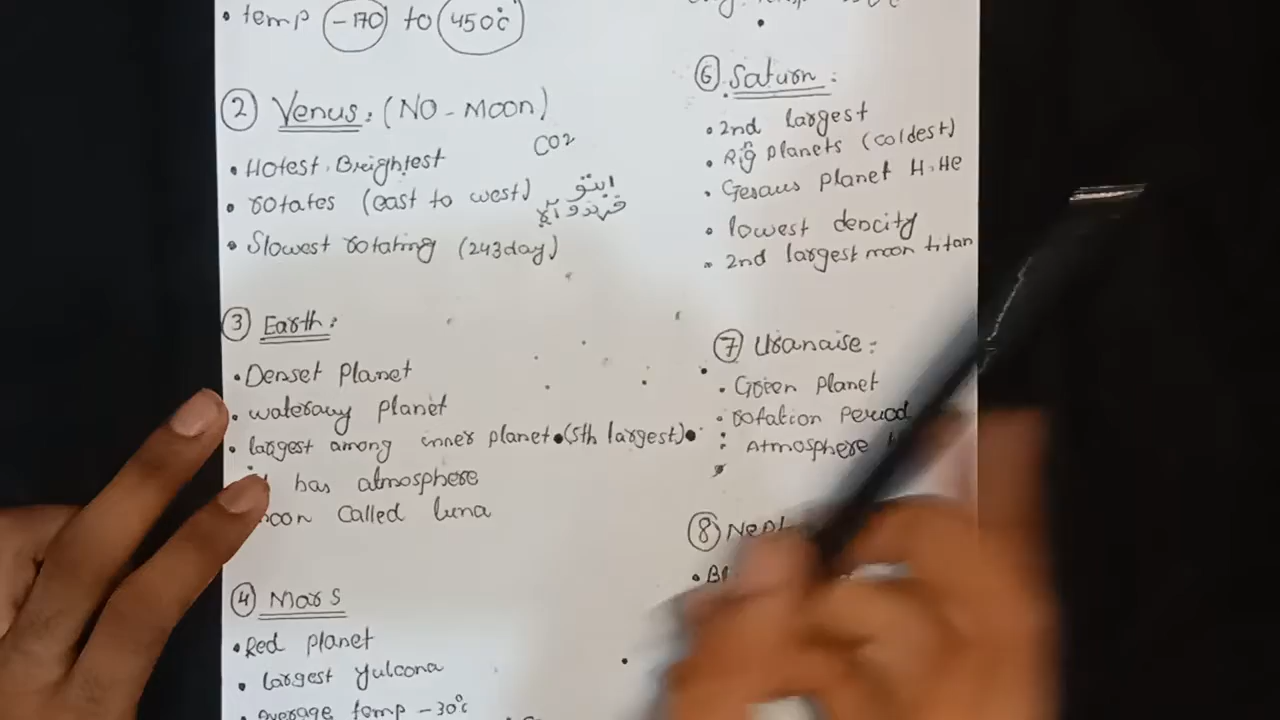 • temp -170 to 450°c
② Venus: (NO - Moon)
• Hotest. Brightest
CO2
• rotates (east to west)
• Slowest rotating (243day)
③ Earth:
• Denset Planet
• waterauy planet
• largest among inner planet (5th largest)
has atmosphere
moon called luna
④ Mars
• Red planet
• largest yulcona
• Average temp -30°c
⑥ Saturn:
• 2nd largest
• Rig planets (coldest)
• Gesaus planet H, He
• lowest dencity
• 2nd largest moon titan
⑦ Uranaise:
• Green Planet
• rotation Period
• Atmosphere
⑧